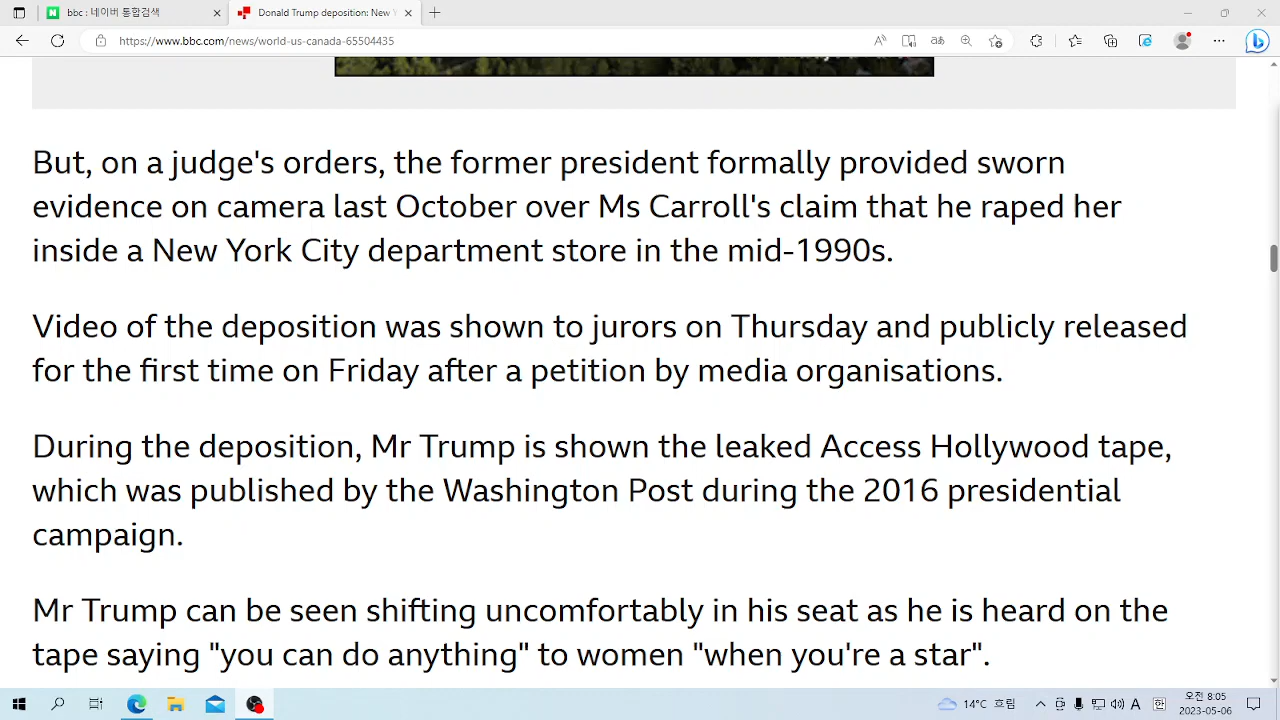 bbc : 네이버 통합검색
Donald Trump deposition: New Y
https://www.bbc.com/news/world-us-canada-65504435
But, on a judge's orders, the former president formally provided sworn
evidence on camera last October over Ms Carroll's claim that he raped her
inside a New York City department store in the mid-1990s.
Video of the deposition was shown to jurors on Thursday and publicly released
for the first time on Friday after a petition by media organisations.
During the deposition, Mr Trump is shown the leaked Access Hollywood tape,
which was published by the Washington Post during the 2016 presidential
campaign.
Mr Trump can be seen shifting uncomfortably in his seat as he is heard on the
tape saying "you can do anything" to women "when you're a star".
14°C 흐림
A
오전 8:05
2023-05-06